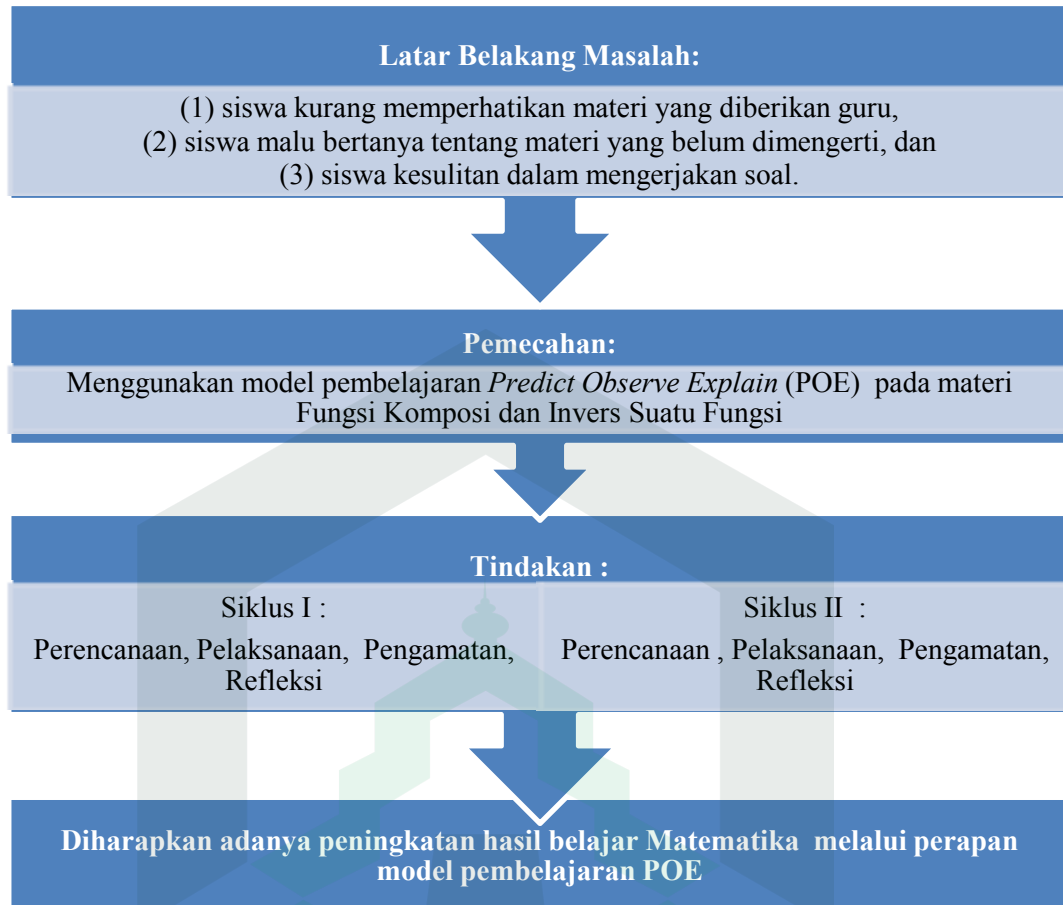 Latar Belakang Masalah:
(1) siswa kurang memperhatikan materi yang diberikan guru,
(2) siswa malu bertanya tentang materi yang belum dimengerti, dan
(3) siswa kesulitan dalam mengerjakan soal.
Pemecahan:
Menggunakan model pembelajaran Predict Observe Explain (POE) pada materi
Fungsi Komposi dan Invers Suatu Fungsi
Tindakan :
Siklus I :
Perencanaan, Pelaksanaan, Pengamatan,
Refleksi
Siklus II :
Perencanaan , Pelaksanaan, Pengamatan,
Refleksi
Diharapkan adanya peningkatan hasil belajar Matematika melalui perapan
model pembelajaran POE